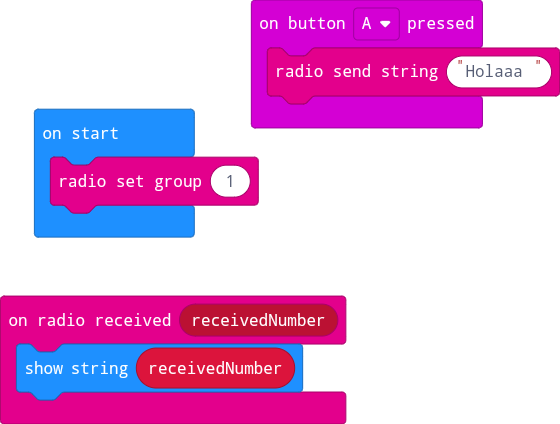 on button A pressed
radio send string "Holaaa "
on start
radio set group 1
on radio received receivedNumber
show string receivedNumber